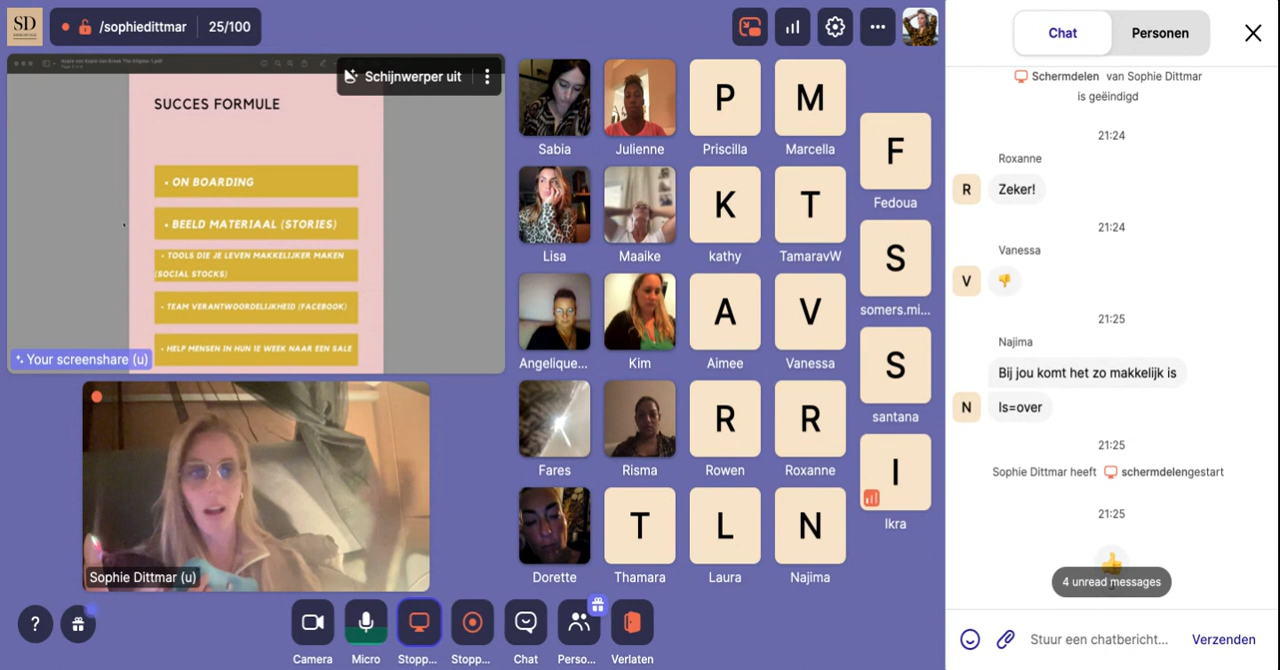 SD
/sophiedittmar
25/100
Schijnwerper uit
SUCCES FORMULE
• ON BOARDING
• BEELD MATERIAAL (STORIES)
• TOOLS DIE JE LEVEN MAKKELIJKER MAKEN
(SOCIAL STOCKS)
• TEAM VERANTWOORDELIJKHEID (FACEBOOK)
• HELP MENSEN IN HUN 1E WEEK NAAR EEN SALE
Your screenshare (u)
Sophie Dittmar (u)
Sabia
Julienne
P
Priscilla
M
Marcella
Lisa
Maaike
K
kathy
T
TamaravW
Angelique...
Kim
A
Aimee
V
Vanessa
Fares
Risma
R
Rowen
R
Roxanne
Dorette
T
Thamara
L
Laura
N
Najima
F
Fedoua
S
somers.mi...
S
santana
I
Ikra
?
Camera
Micro
Stopp...
Stopp...
Chat
Perso...
Verlaten
Chat
Personen
Schermdelen van Sophie Dittmar
is geëindigd
21:24
Roxanne
R
Zeker!
21:24
Vanessa
V
21:25
Najima
Bij jou komt het zo makkelijk is
N
Is=over
21:25
Sophie Dittmar heeft schermdelengestart
21:25
4 unread messages
Stuur een chatbericht...
Verzenden